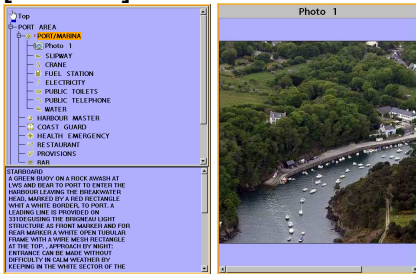 Top
PORT AREA
PORT/MARINA
Photo 1
SLIPWAY
CRANE
FUEL STATION
ELECTRICITY
PUBLIC TOILETS
PUBLIC TELEPHONE
WATER
HARBOUR MASTER
COAST GUARD
HEALTH EMERGENCY
RESTAURANT
PROVISIONS
BAR
STARBOARD
A GREEN BUOY ON A ROCK AWASH AT
LWS AND BEAR TO PORT TO ENTER THE
HARBOUR LEAVING THE BREAKWATER
HEAD, MARKED BY A RED RECTANGLE
WHIT A WHITE BORDER, TO PORT. A
LEADING LINE IS PROVIDED ON
331DEGUSING THE BRIGNEAU LIGHT
STRUCTURE AS FRONT MARKER AND FOR
REAR MARKER A WHITE OPEN TUBULAR
FRAME WITH A WIRE MESH RECTANGLE
AT THE TOP. , APPROACH BY NIGHT:
ENTRANCE CAN BE MADE WITHOUT
DIFFICULTY IN CALM WEATHER BY
KEEPING IN THE WHITE SECTOR OF THE
Photo 1